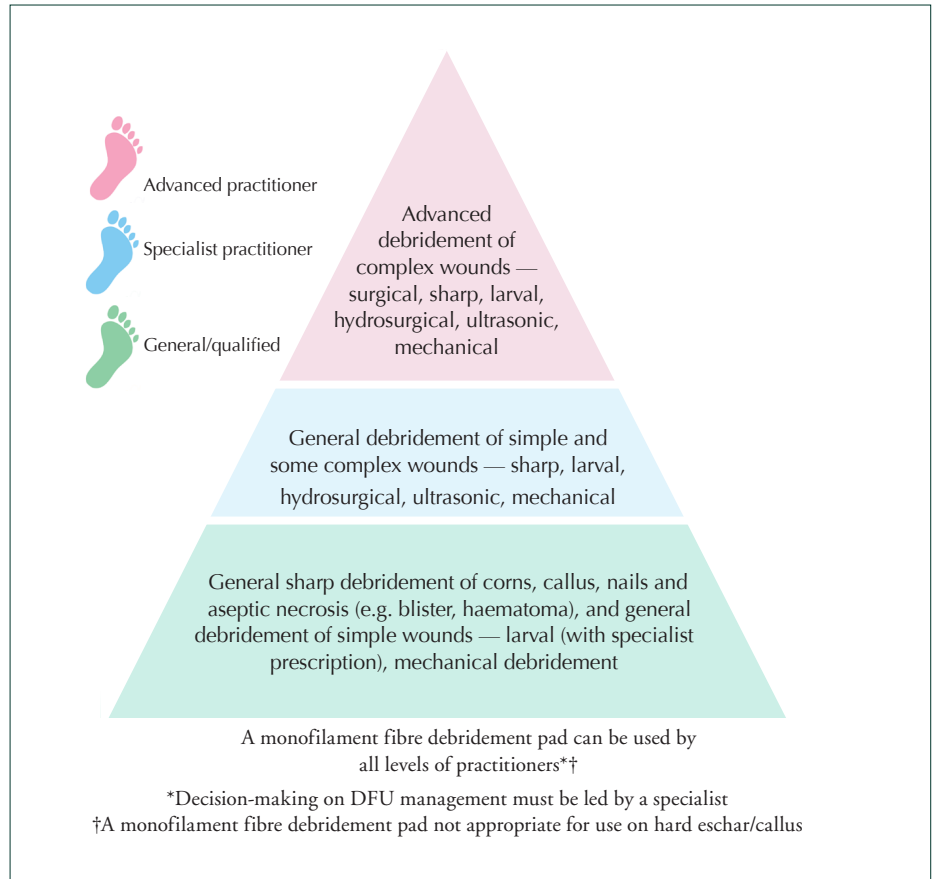 Advanced practitioner
Specialist practitioner
General/qualified
Advanced
debridement of
complex wounds —
surgical, sharp, larval,
hydrosurgical, ultrasonic,
mechanical
General debridement of simple and
some complex wounds — sharp, larval,
hydrosurgical, ultrasonic, mechanical
General sharp debridement of corns, callus, nails and
aseptic necrosis (e.g. blister, haematoma), and general
debridement of simple wounds — larval (with specialist
prescription), mechanical debridement
A monofilament fibre debridement pad can be used by
all levels of practitioners*†
*Decision-making on DFU management must be led by a specialist
†A monofilament fibre debridement pad not appropriate for use on hard eschar/callus